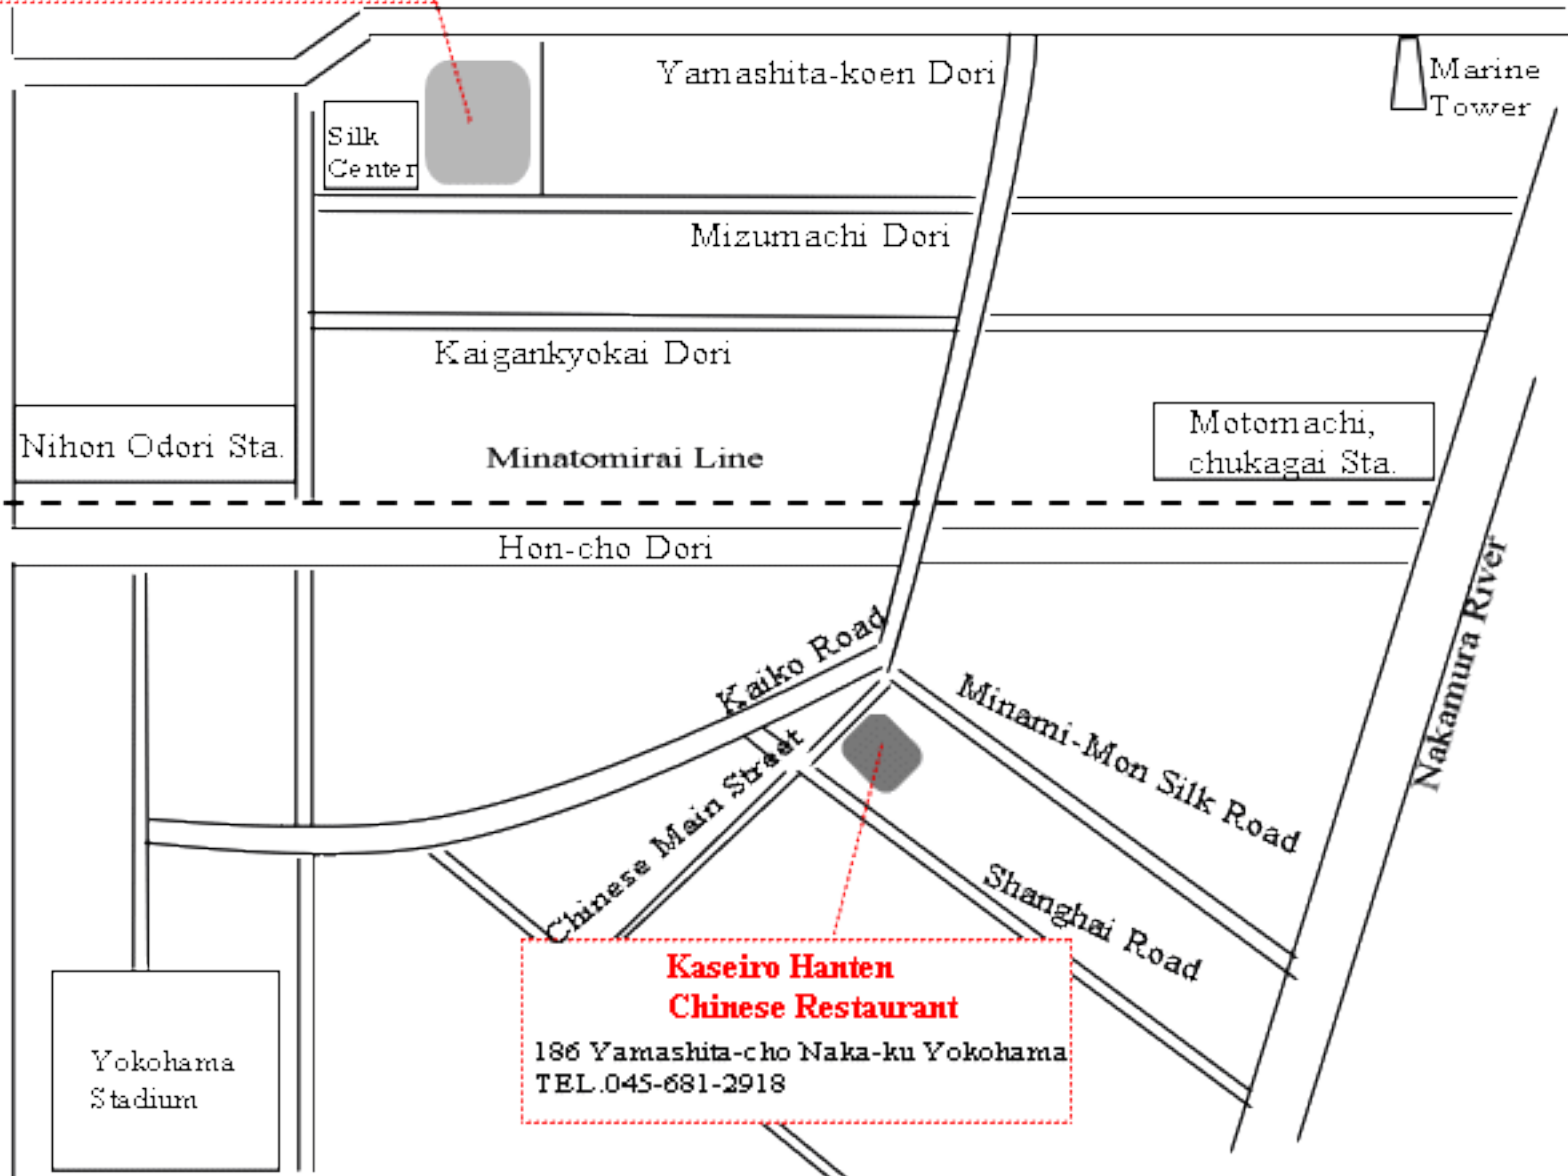 Yamashita-koen Dori
Marine
Tower
Silk
Center
Mizumachi Dori
Kaigankyokai Dori
Nihon Odori Sta.
Minatomirai Line
Motomachi,
chukagai Sta.
Hon-cho Dori
Kaiko Road
Nakamura River
Minami-Mon Silk Road
Chinese Main Street
Shanghai Road
Kaseiro Hanten
Chinese Restaurant
186 Yamashita-cho Naka-ku Yokohama
TEL.045-681-2918
Yokohama
Stadium